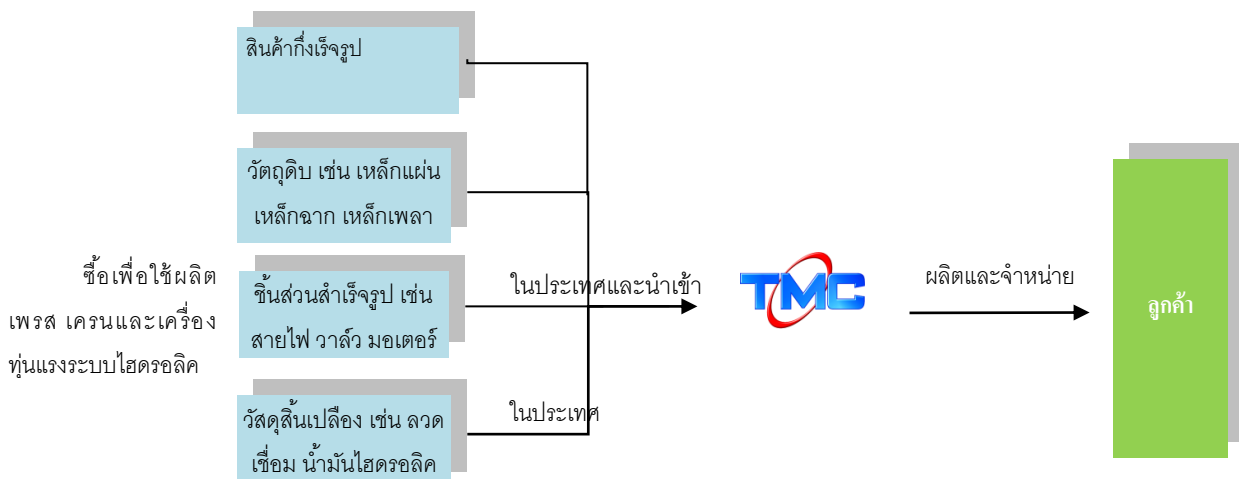 สินค้ากึ่งเร็จรูป
วัตถุดิบ เช่น เหล็กแผ่น
เหล็กฉาก เหล็กเพลา
ซื้อเพื่อใช้ผลิต
เพรส เครนและเครื่อง
ทุ่นแรงระบบไฮดรอลิค
ชิ้นส่วนสำเร็จรูป เช่น
สายไฟ วาล์ว มอเตอร์
วัสดุสิ้นเปลือง เช่น ลวด
เชื่อม น้ำมันไฮดรอลิค
ในประเทศและนำเข้า
ในประเทศ
TMC
ผลิตและจำหน่าย
ลูกค้า